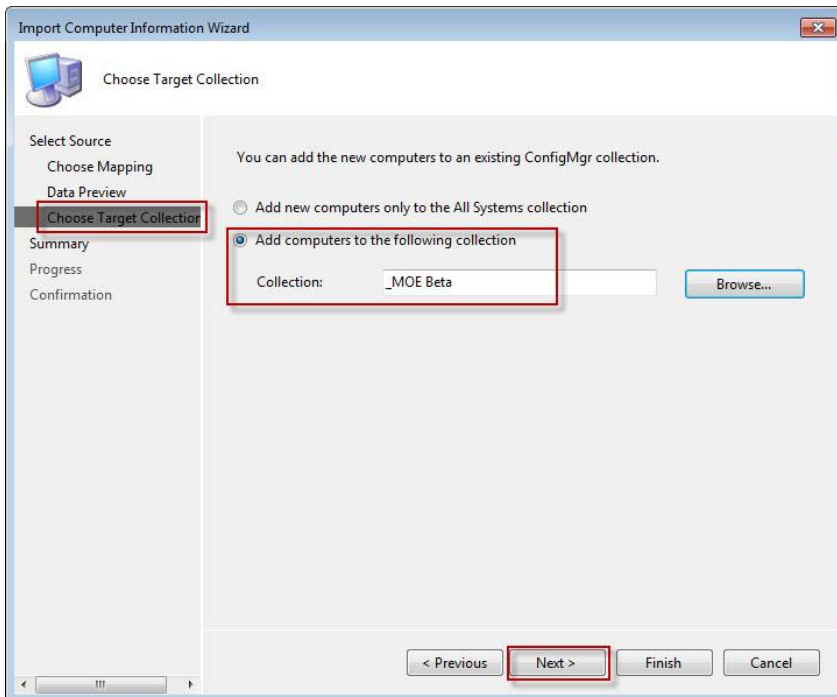 Import Computer Information Wizard
Choose Target Collection
Select Source
Choose Mapping
Data Preview
Choose Target Collection
Summary
Progress
Confirmation
You can add the new computers to an existing ConfigMgr collection.
Add new computers only to the All Systems collection
Add computers to the following collection
Collection: _MOE Beta Browse...
< Previous Next > Finish Cancel